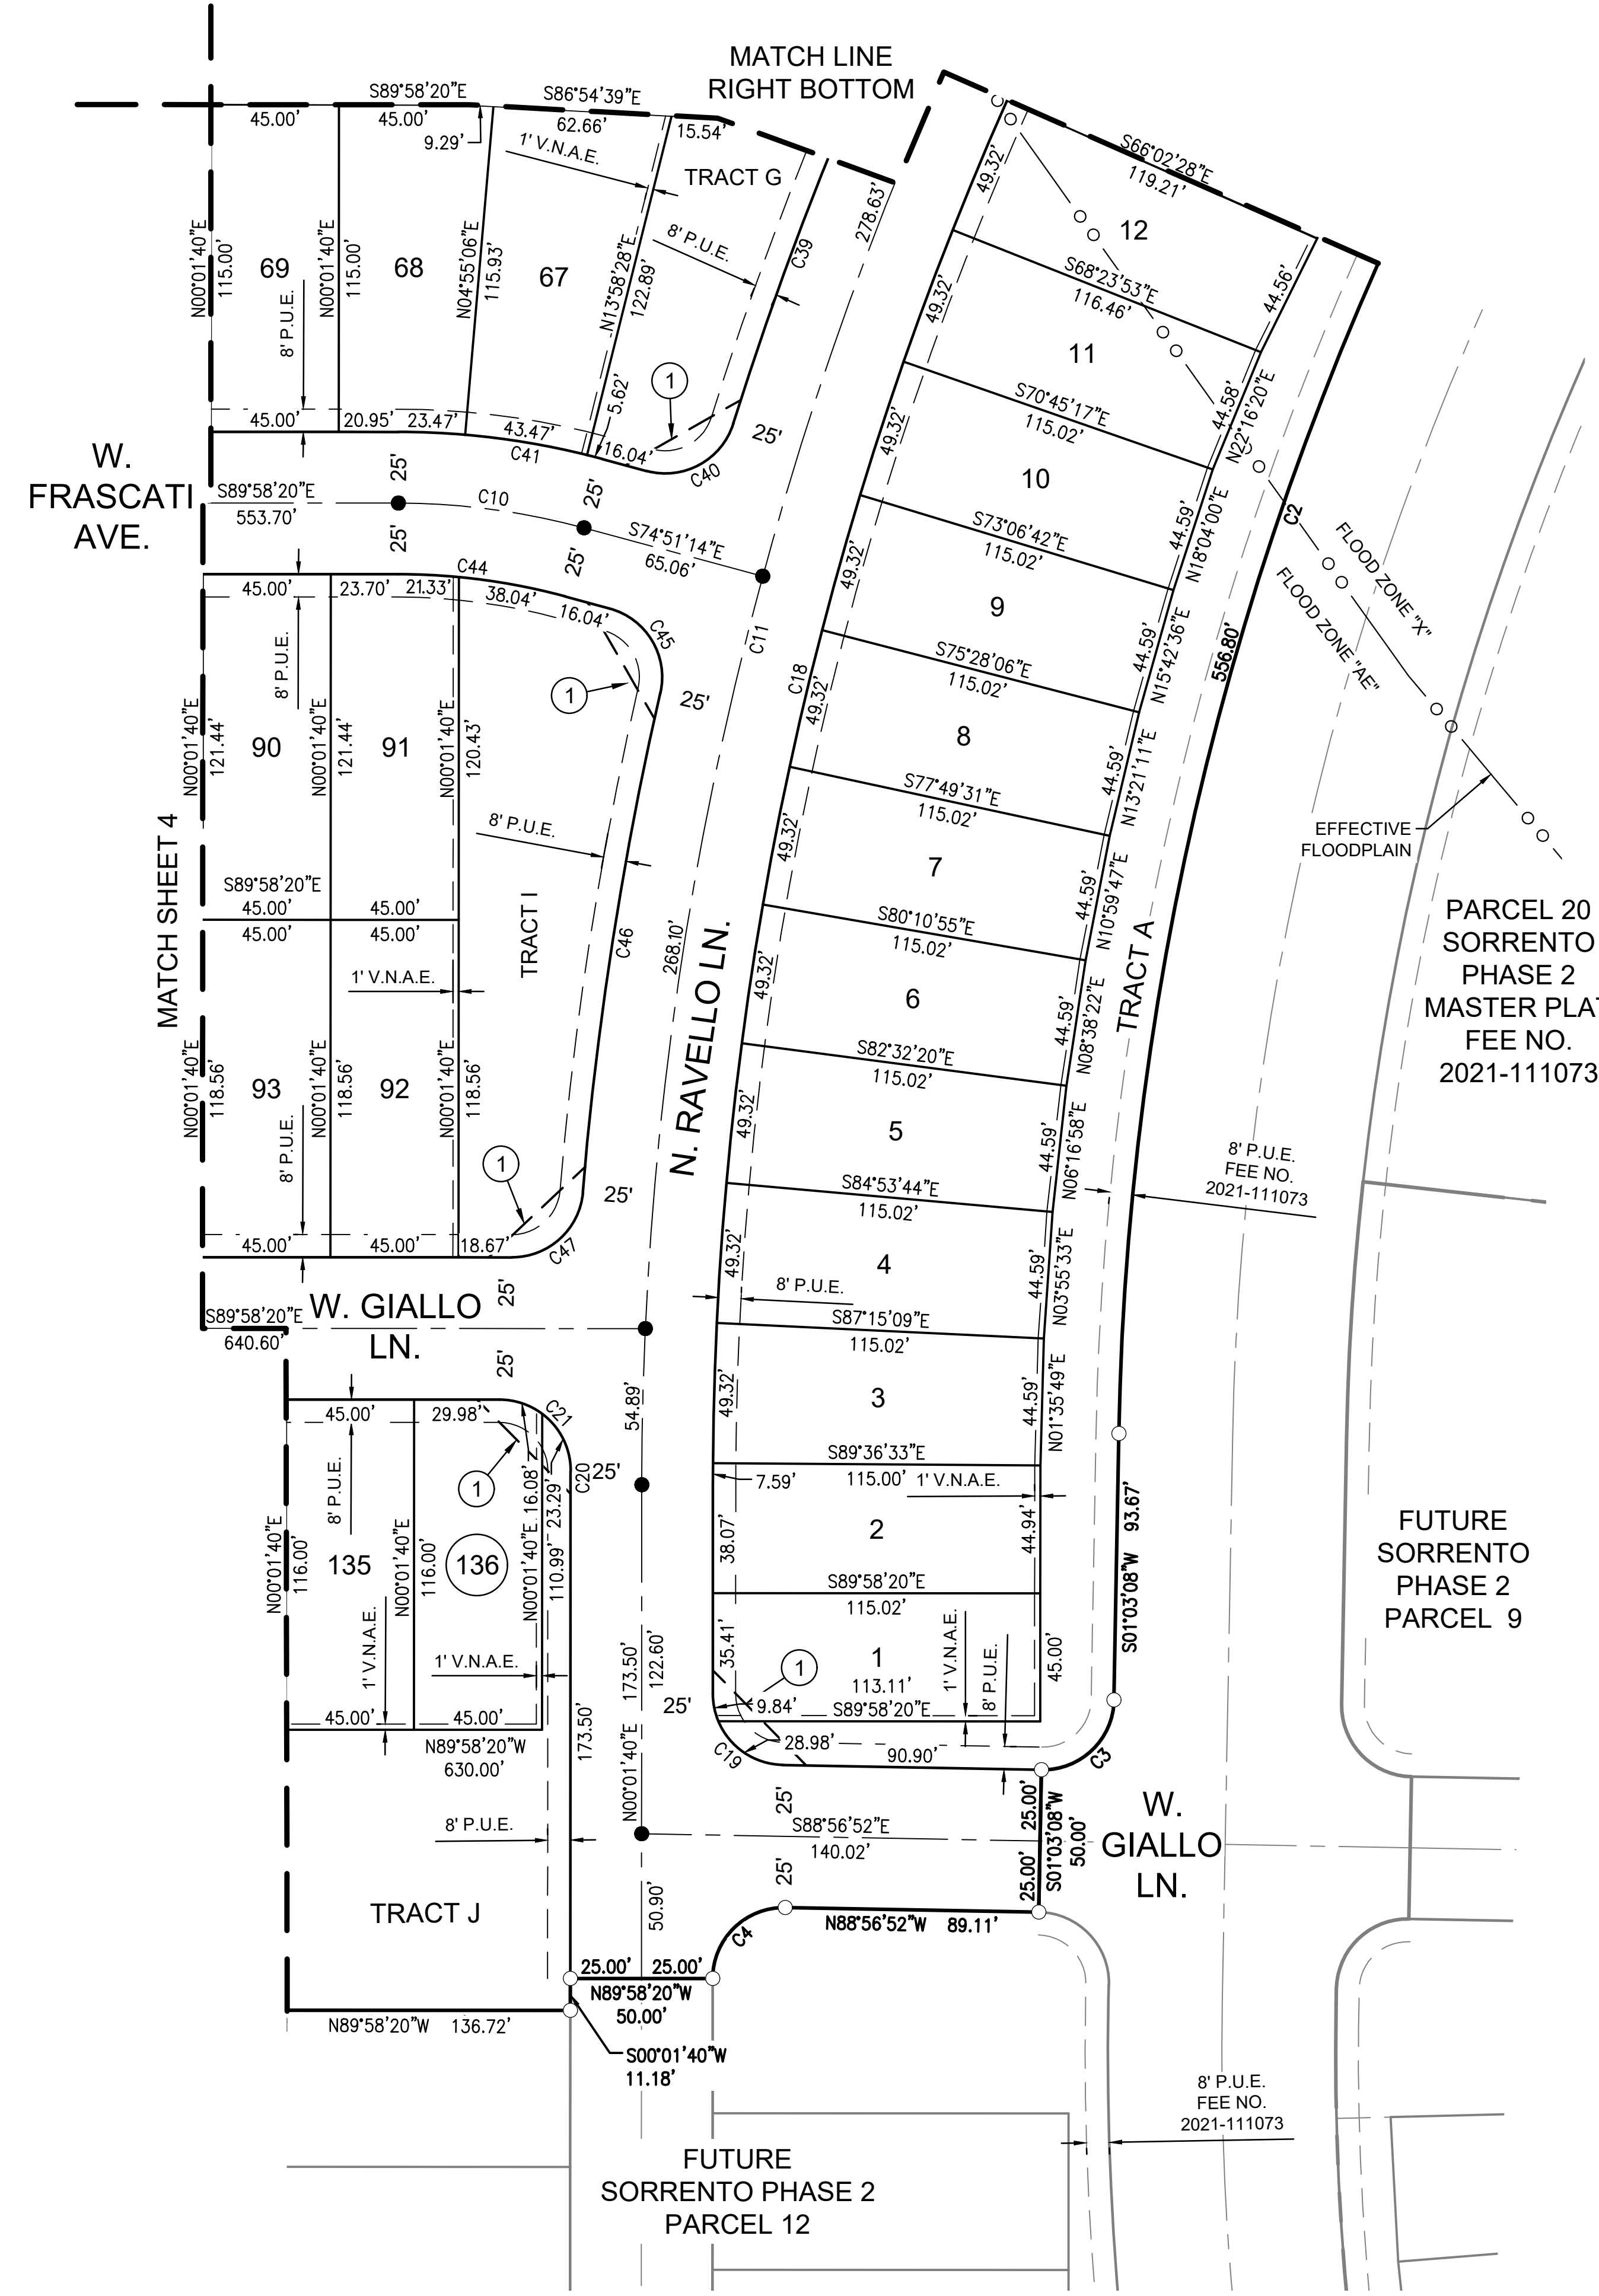 MATCH LINE
RIGHT BOTTOM
S89°58'20"E
45.00'
45.00'
9.29'
S86°54'39"E
62.66'
15.54'
1' V.N.A.E.
TRACT G
8' P.U.E.
C39
278.63'
N00°01'40"E
115.00'
69
8' P.U.E.
N00°01'40"E
115.00'
68
N04°55'06"E
115.93'
67
N13°58'28"E
122.89'
5.62'
1
45.00'
20.95'
23.47'
43.47'
16.04'
C41
C40
25'
W.
FRASCATI
AVE.
S89°58'20"E
553.70'
25'
25'
C10
25'
25'
S74°51'14"E
65.06'
C44
45.00'
23.70'
21.33'
38.04'
16.04'
C45
8' P.U.E.
1
25'
C11
N00°01'40"E
121.44'
90
N00°01'40"E
121.44'
91
N00°01'40"E
120.43'
8' P.U.E.
TRACT I
C46
MATCH SHEET 4
S89°58'20"E
45.00'
45.00'
45.00'
45.00'
1' V.N.A.E.
268.10'
N. RAVELLO LN.
N00°01'40"E
118.56'
93
8' P.U.E.
N00°01'40"E
118.56'
92
N00°01'40"E
118.56'
1
25'
45.00'
45.00'
18.67'
C47
S89°58'20"E
640.60'
W. GIALLO
LN.
25'
25'
54.89'
49.32'
S66°02'28"E
119.21'
12
44.56'
49.32'
S68°23'53"E
116.46'
11
44.58'
N22°16'20"E
49.32'
S70°45'17"E
115.02'
10
44.59'
N18°04'00"E
49.32'
S73°06'42"E
115.02'
9
44.59'
N15°42'36"E
C18
49.32'
S75°28'06"E
115.02'
8
44.59'
N13°21'11"E
49.32'
S77°49'31"E
115.02'
7
44.59'
N10°59'47"E
49.32'
S80°10'55"E
115.02'
6
44.59'
N08°38'22"E
49.32'
S82°32'20"E
115.02'
5
44.59'
N06°16'58"E
49.32'
S84°53'44"E
115.02'
4
44.59'
N03°55'33"E
8' P.U.E.
S87°15'09"E
115.02'
49.32'
3
44.59'
N01°35'49"E
S89°36'33"E
115.00'
7.59'
1' V.N.A.E.
38.07'
2
44.94'
S89°58'20"E
115.02'
35.41'
1
1
113.11'
S89°58'20"E
9.84'
1' V.N.A.E.
8' P.U.E.
45.00'
28.98'
90.90'
C19
C3
C2
556.80'
TRACT A
FLOOD ZONE "X"
FLOOD ZONE "AE"
EFFECTIVE
FLOODPLAIN
PARCEL 20
SORRENTO
PHASE 2
MASTER PLAT
FEE NO.
2021-111073
8' P.U.E.
FEE NO.
2021-111073
S01°03'08"W 93.67'
FUTURE
SORRENTO
PHASE 2
PARCEL 9
45.00'
29.98'
C21
C20
25'
8' P.U.E.
1
16.08'
23.29'
N00°01'40"E
116.00'
135
N00°01'40"E
116.00'
136
N00°01'40"E
110.99'
1' V.N.A.E.
1' V.N.A.E.
45.00'
45.00'
N89°58'20"W
630.00'
8' P.U.E.
173.50'
N00°01'40"E
173.50'
122.60'
25'
25'
S88°56'52"E
140.02'
25.00'
25.00'
S01°03'08"W
50.00'
W.
GIALLO
LN.
25'
50.90'
C4
N88°56'52"W 89.11'
TRACT J
25.00'
25.00'
N89°58'20"W
50.00'
N89°58'20"W 136.72'
S00°01'40"W
11.18'
8' P.U.E.
FEE NO.
2021-111073
FUTURE
SORRENTO PHASE 2
PARCEL 12